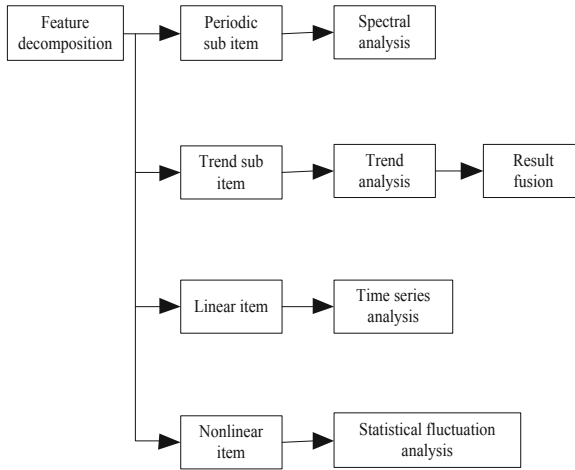 Feature
decomposition
Periodic
sub item
Spectral
analysis
Trend sub
item
Trend
analysis
Result
fusion
Linear item
Time series
analysis
Nonlinear
item
Statistical fluctuation
analysis